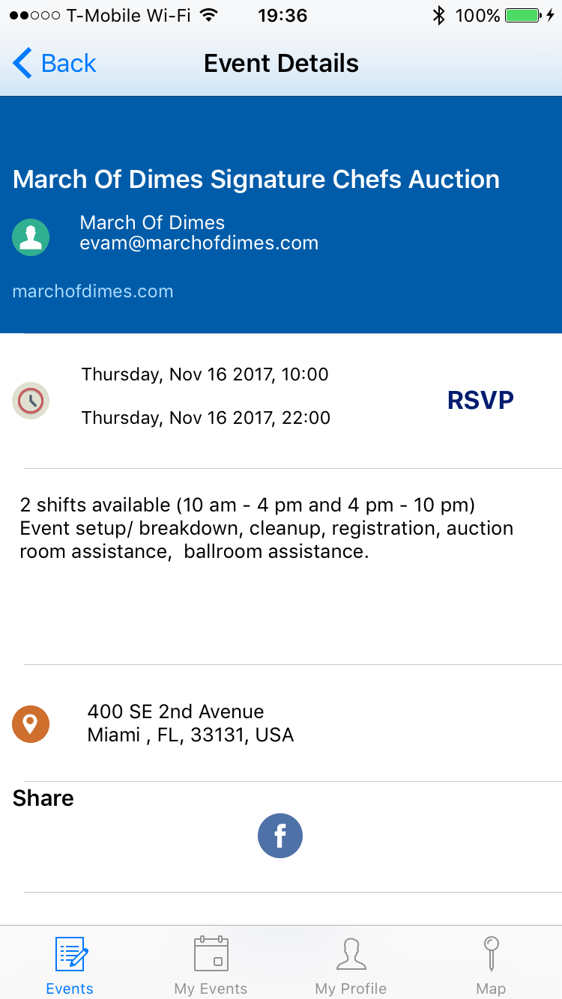 T-Mobile Wi-Fi 19:36 100%
Back Event Details
March Of Dimes Signature Chefs Auction
March Of Dimes
evam@marchofdimes.com
marchofdimes.com
Thursday, Nov 16 2017, 10:00
RSVP
Thursday, Nov 16 2017, 22:00
2 shifts available (10 am - 4 pm and 4 pm - 10 pm)
Event setup/ breakdown, cleanup, registration, auction
room assistance,  ballroom assistance.
400 SE 2nd Avenue
Miami , FL, 33131, USA
Share
f
Events My Events My Profile Map